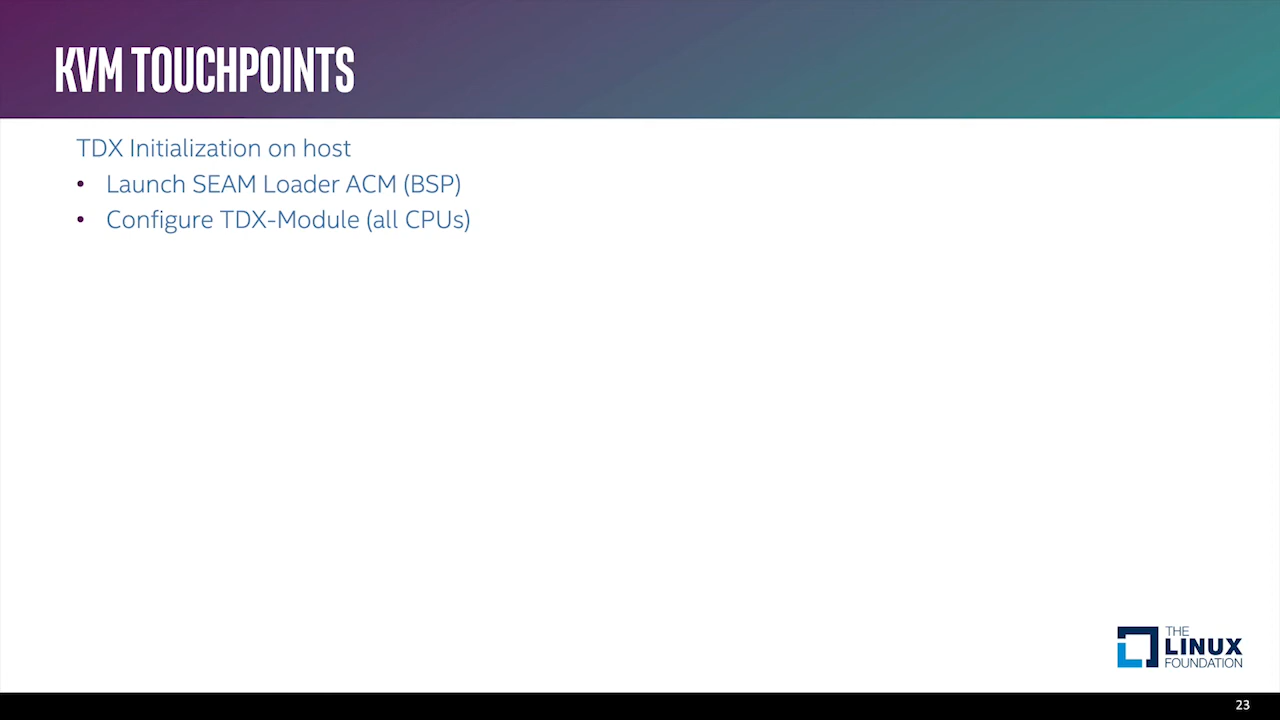 KVM TOUCHPOINTS
TDX Initialization on host
• Launch SEAM Loader ACM (BSP)
• Configure TDX-Module (all CPUs)
THE
LINUX
FOUNDATION
23